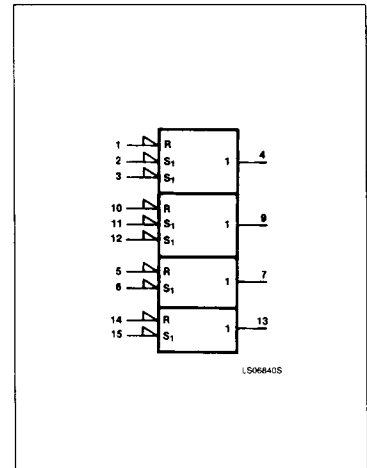 1 R
2 S1 1 4
3 S1
10 R
11 S1 1 9
12 S1
5 R
6 S1 1 7
14 R
15 S1 1 13
LS06840S